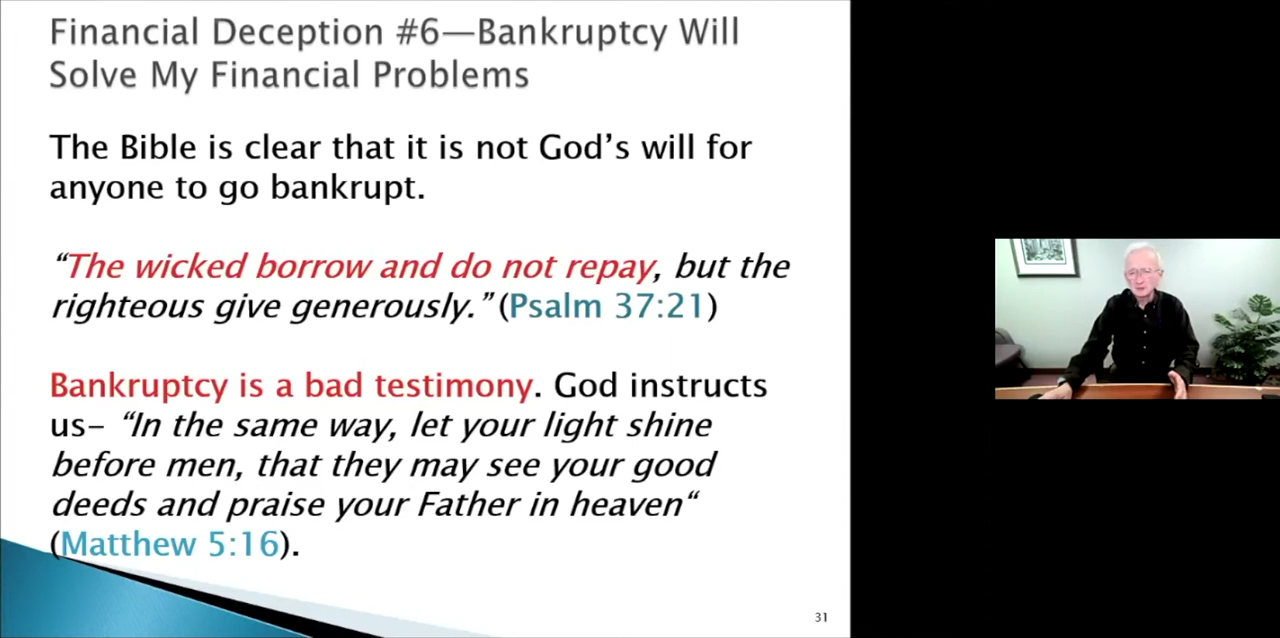 Financial Deception #6—Bankruptcy Will
Solve My Financial Problems
The Bible is clear that it is not God’s will for
anyone to go bankrupt.
“The wicked borrow and do not repay, but the
righteous give generously.” (Psalm 37:21)
Bankruptcy is a bad testimony. God instructs
us– “In the same way, let your light shine
before men, that they may see your good
deeds and praise your Father in heaven“
(Matthew 5:16).
31